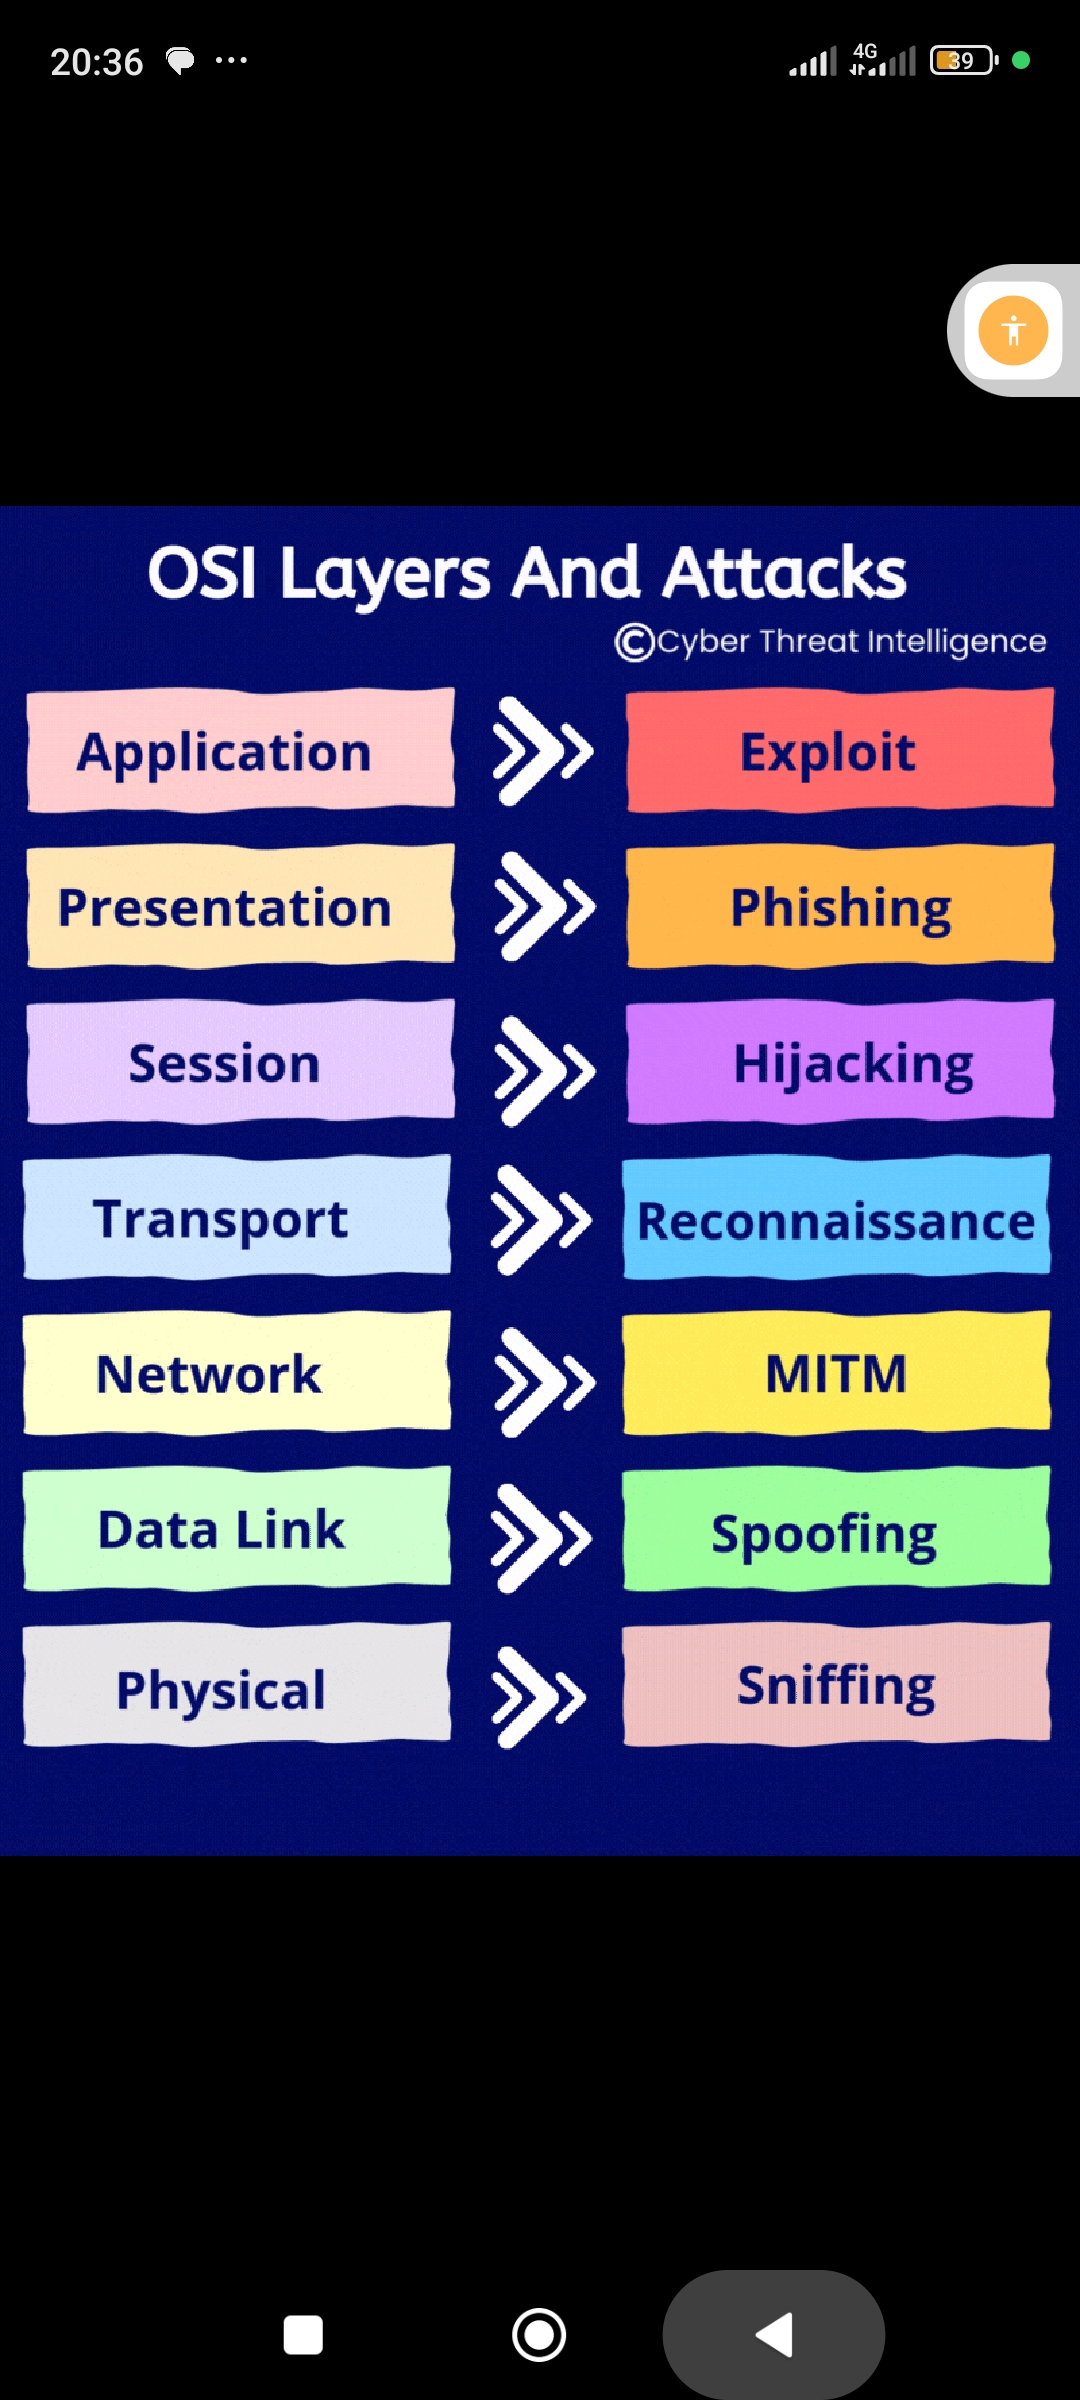 20:36
4G
39
OSI Layers And Attacks
©Cyber Threat Intelligence
Application
Exploit
Presentation
Phishing
Session
Hijacking
Transport
Reconnaissance
Network
MITM
Data Link
Spoofing
Physical
Sniffing